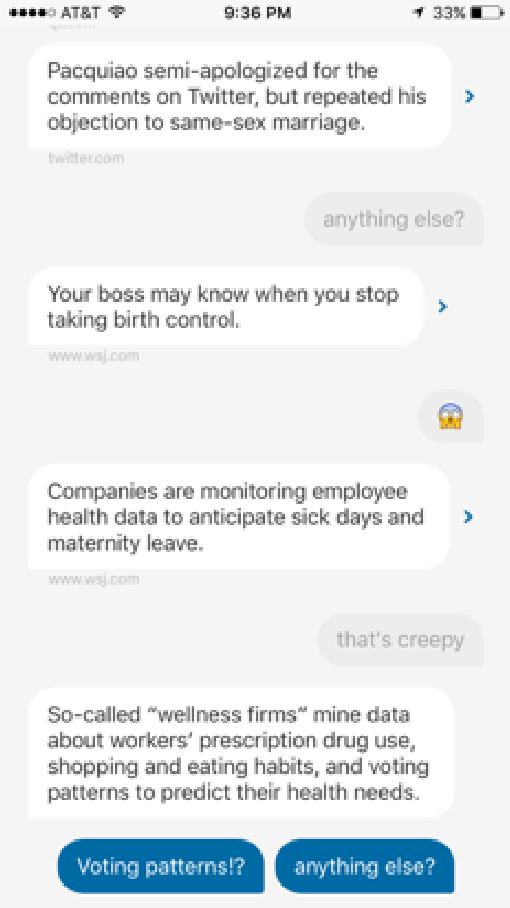 AT&T 9:36 PM 33%
Pacquiao semi-apologized for the
comments on Twitter, but repeated his
objection to same-sex marriage.
twitter.com
anything else?
Your boss may know when you stop
taking birth control.
www.wsj.com
😱
Companies are monitoring employee
health data to anticipate sick days and
maternity leave.
www.wsj.com
that's creepy
So-called “wellness firms” mine data
about workers’ prescription drug use,
shopping and eating habits, and voting
patterns to predict their health needs.
Voting patterns!? anything else?